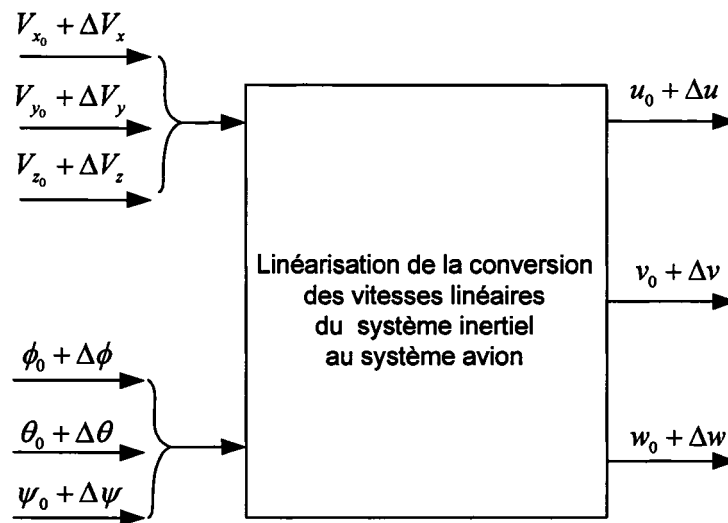 V_{x_0} + ΔV_x
V_{y_0} + ΔV_y
V_{z_0} + ΔV_z
ϕ_0 + Δϕ
θ_0 + Δθ
ψ_0 + Δψ
Linéarisation de la conversion
des vitesses linéaires
du système inertiel
au système avion
u_0 + Δu
v_0 + Δv
w_0 + Δw